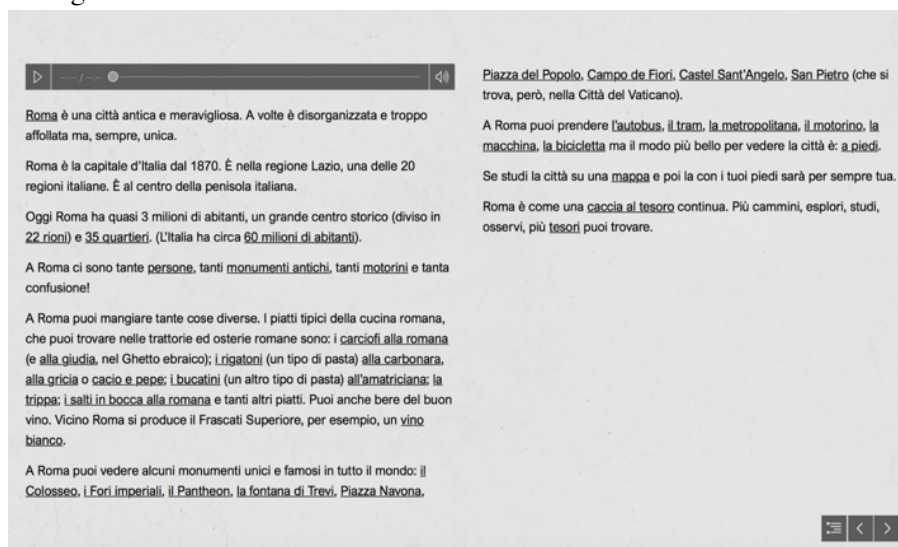 Roma è una città antica e meravigliosa. A volte è disorganizzata e troppo
affollata ma, sempre, unica.
Roma è la capitale d'Italia dal 1870. È nella regione Lazio, una delle 20
regioni italiane. È al centro della penisola italiana.
Oggi Roma ha quasi 3 milioni di abitanti, un grande centro storico (diviso in
22 rioni) e 35 quartieri. (L'Italia ha circa 60 milioni di abitanti).
A Roma ci sono tante persone, tanti monumenti antichi, tanti motorini e tanta
confusione!
A Roma puoi mangiare tante cose diverse. I piatti tipici della cucina romana,
che puoi trovare nelle trattorie ed osterie romane sono: i carciofi alla romana
(e alla giudia, nel Ghetto ebraico); i rigatoni (un tipo di pasta) alla carbonara,
alla gricia o cacio e pepe; i bucatini (un altro tipo di pasta) all'amatriciana; la
trippa; i salti in bocca alla romana e tanti altri piatti. Puoi anche bere del buon
vino. Vicino Roma si produce il Frascati Superiore, per esempio, un vino
bianco.
A Roma puoi vedere alcuni monumenti unici e famosi in tutto il mondo: il
Colosseo, i Fori imperiali, il Pantheon, la fontana di Trevi, Piazza Navona,
Piazza del Popolo, Campo de Fiori, Castel Sant'Angelo, San Pietro (che si
trova, però, nella Città del Vaticano).
A Roma puoi prendere l'autobus, il tram, la metropolitana, il motorino, la
macchina, la bicicletta ma il modo più bello per vedere la città è: a piedi.
Se studi la città su una mappa e poi la con i tuoi piedi sarà per sempre tua.
Roma è come una caccia al tesoro continua. Più cammini, esplori, studi,
osservi, più tesori puoi trovare.